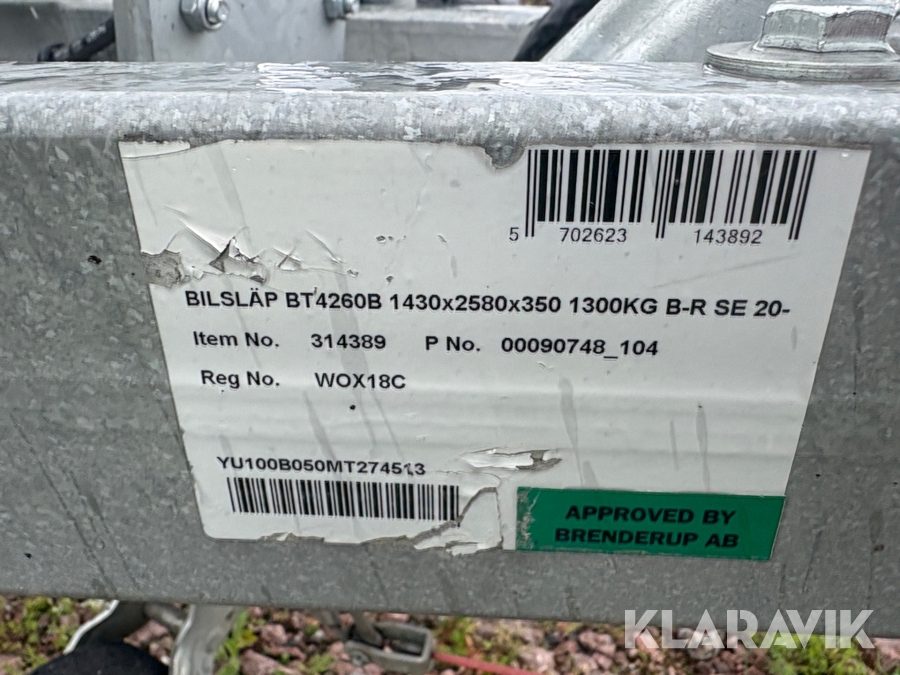 5 702623 143892
BILSLÄP BT4260B 1430x2580x350 1300KG B-R SE 20-
Item No. 314389 P No. 00090748_104
Reg No. WOX18C
YU100B050MT274513
APPROVED BY
BRENDERUP AB
KLARAVIK